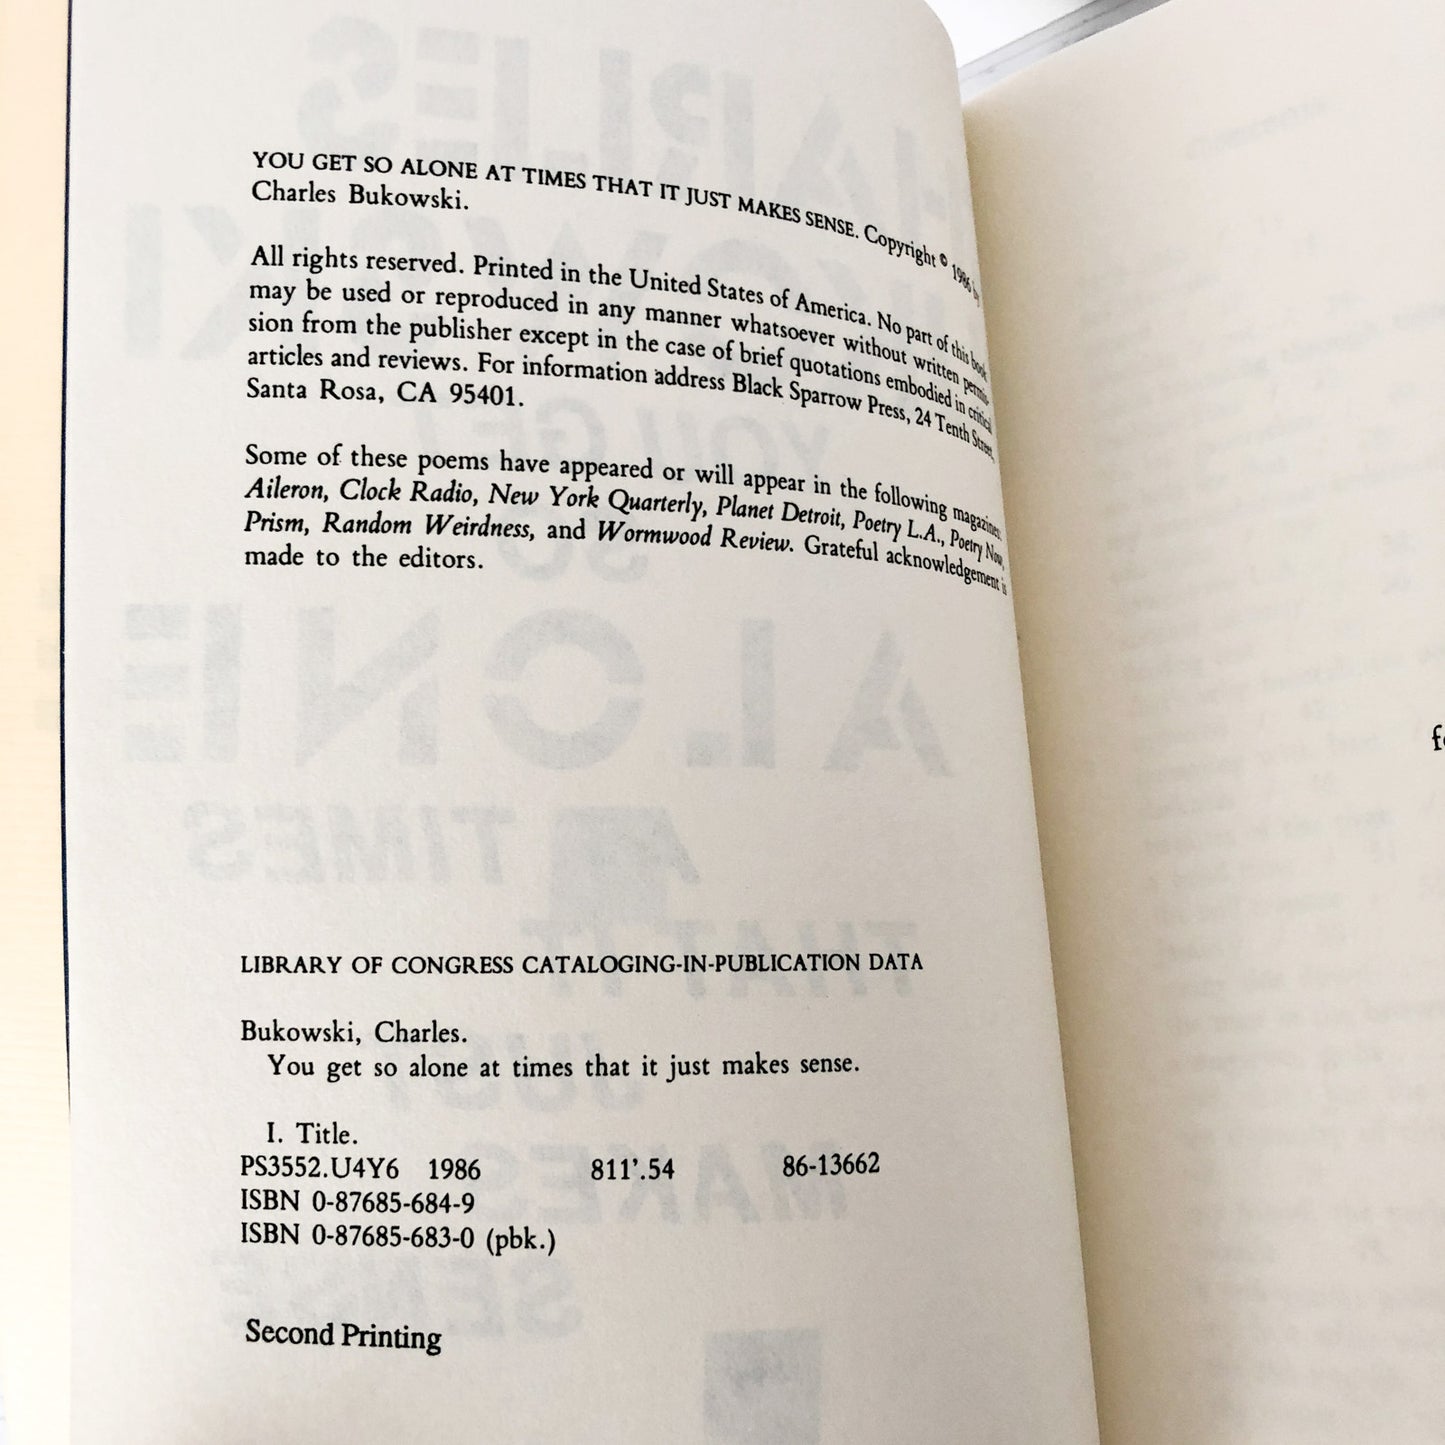 YOU GET SO ALONE AT TIMES THAT IT JUST MAKES SENSE. Copyright © 1986 by
Charles Bukowski.
All rights reserved. Printed in the United States of America. No part of this book
may be used or reproduced in any manner whatsoever without written permis-
sion from the publisher except in the case of brief quotations embodied in critical
articles and reviews. For information address Black Sparrow Press, 24 Tenth Street,
Santa Rosa, CA 95401.
Some of these poems have appeared or will appear in the following magazines:
Aileron, Clock Radio, New York Quarterly, Planet Detroit, Poetry L.A., Poetry Now,
Prism, Random Weirdness, and Wormwood Review. Grateful acknowledgement is
made to the editors.
LIBRARY OF CONGRESS CATALOGING-IN-PUBLICATION DATA
Bukowski, Charles.
You get so alone at times that it just makes sense.
I. Title.
PS3552.U4Y6 1986 811'.54 86-13662
ISBN 0-87685-684-9
ISBN 0-87685-683-0 (pbk.)
Second Printing